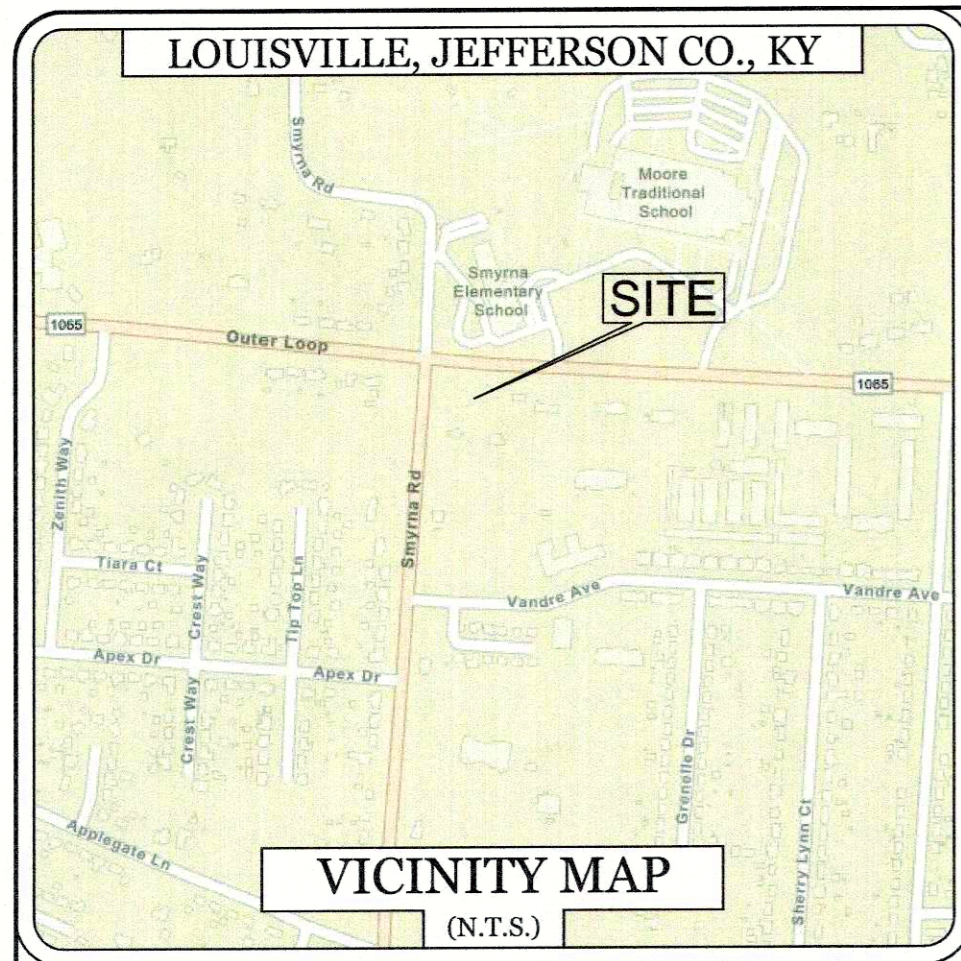 LOUISVILLE, JEFFERSON CO., KY
Smyrna Rd
Moore
Traditional
School
Smyrna
Elementary
School
SITE
1065
Outer Loop
1065
Zenith Way
Smyrna Rd
Tiara Ct
Crest Way
Tip Top Ln
Vandre Ave
Vandre Ave
Apex Dr
Apex Dr
Crest Way
Grenelle Dr
Sherry Lynn Ct
Applegate Ln
VICINITY MAP
(N.T.S.)